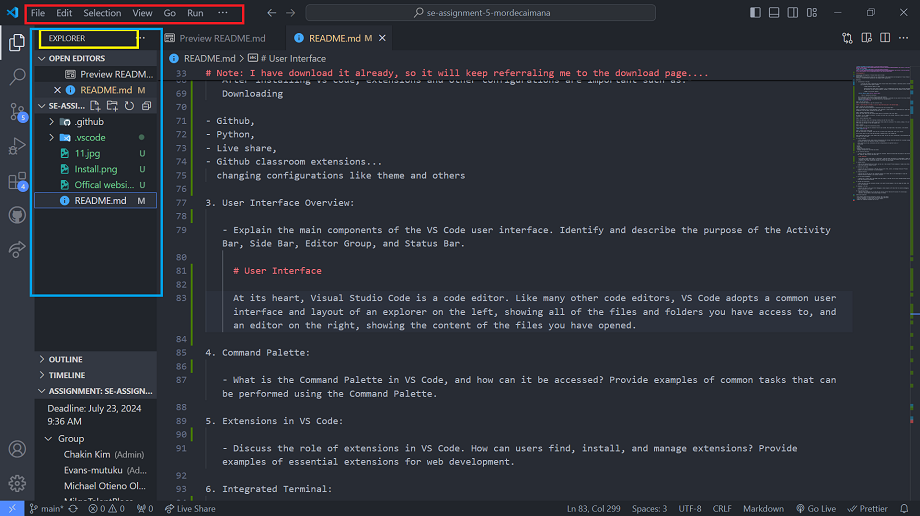 File Edit Selection View Go Run ···
se-assignment-5-mordecaimana
EXPLORER ···
Preview README.md
README.md M
OPEN EDITORS
Preview READM...
README.md M
SE-ASSI...
.github
.vscode
11.jpg U
Install.png U
Offical websi... U
README.md M
OUTLINE
TIMELINE
ASSIGNMENT: SE-ASSIGN...
Deadline: July 23, 2024
9:36 AM
Group
Chakin Kim (Admin)
Evans-mutuku (Ad...
Michael Otieno Ol...
5
4
README.md > # User Interface
33 # Note: I have download it already, so it will keep referraling me to the download page....
After installing VS Code, extensions and other configurations are important such as:
69 Downloading
70
71 - Github,
72 - Python,
73 - Live share,
74 - Github classroom extensions...
75 changing configurations like theme and others
76
77 3. User Interface Overview:
78
79 - Explain the main components of the VS Code user interface. Identify and describe the purpose of the Activity
Bar, Side Bar, Editor Group, and Status Bar.
80
81 # User Interface
82
83 At its heart, Visual Studio Code is a code editor. Like many other code editors, VS Code adopts a common user
interface and layout of an explorer on the left, showing all of the files and folders you have access to, and
an editor on the right, showing the content of the files you have opened.
84
85 4. Command Palette:
86
87 - What is the Command Palette in VS Code, and how can it be accessed? Provide examples of common tasks that can
be performed using the Command Palette.
88
89 5. Extensions in VS Code:
90
91 - Discuss the role of extensions in VS Code. How can users find, install, and manage extensions? Provide
examples of essential extensions for web development.
92
93 6. Integrated Terminal:
main* 0 0 0 Live Share Ln 83, Col 299 Spaces: 3 UTF-8 CRLF Markdown Go Live Prettier